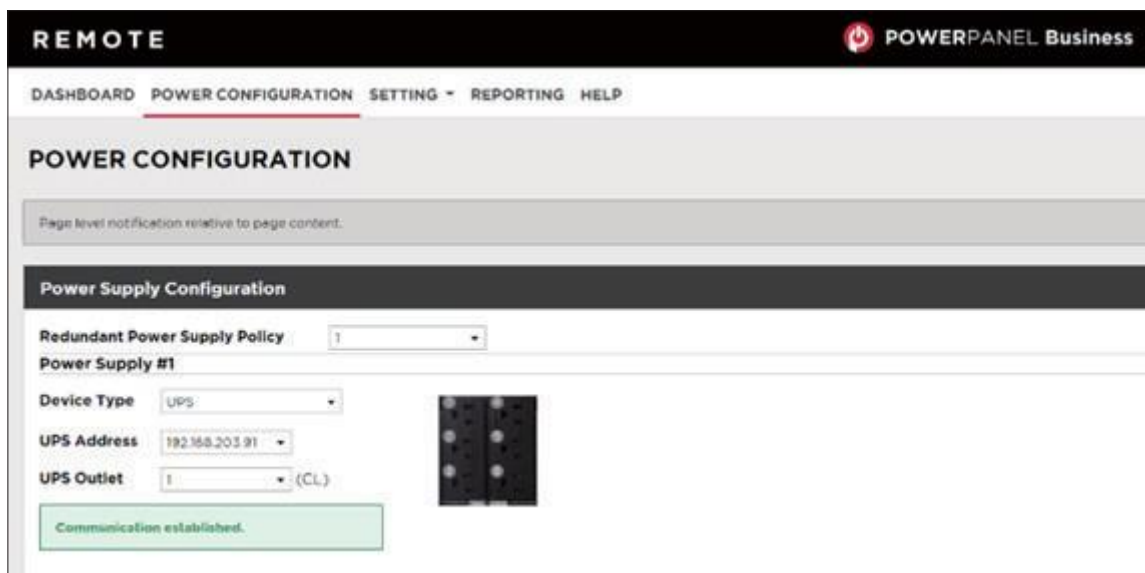 REMOTE
POWERPANEL Business
DASHBOARD POWER CONFIGURATION SETTING REPORTING HELP
POWER CONFIGURATION
Page level notification relative to page content.
Power Supply Configuration
Redundant Power Supply Policy 1
Power Supply #1
Device Type UPS
UPS Address 192.168.203.91
UPS Outlet 1 (CL)
Communication established.